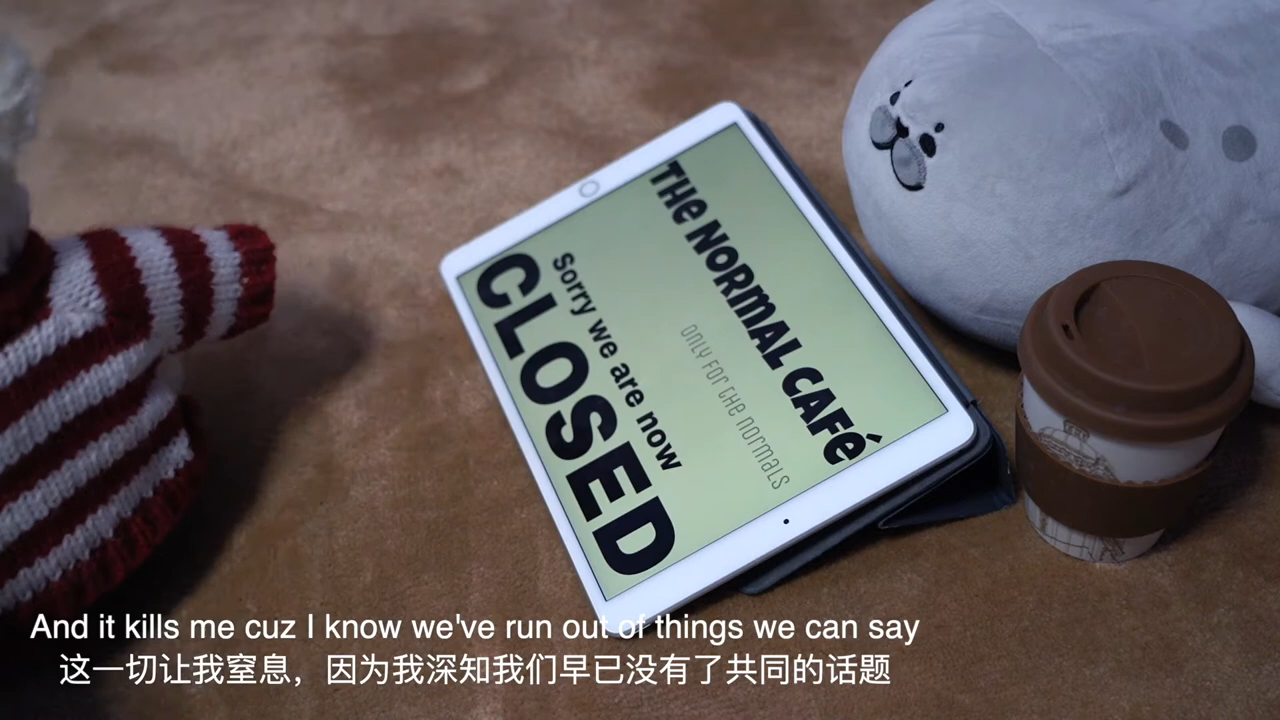 THE NORMAL CAFÉ
ONLY FOR THE NORMALS
Sorry we are now
CLOSED
And it kills me cuz I know we've run out of things we can say
这一切让我窒息，因为我深知我们早已没有了共同的话题